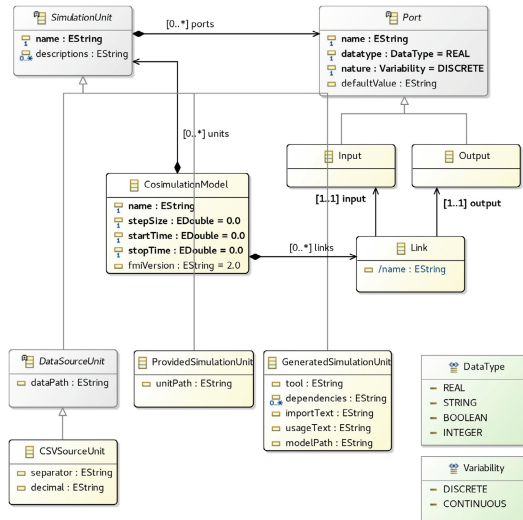 SimulationUnit
name : EString
descriptions : EString
[0..*] ports
Port
name : EString
datatype : DataType = REAL
nature : Variability = DISCRETE
defaultValue : EString
[0..*] units
Input
Output
[1..1] input
[1..1] output
CosimulationModel
name : EString
stepSize : EDouble = 0.0
startTime : EDouble = 0.0
stopTime : EDouble = 0.0
fmiVersion : EString = 2.0
[0..*] links
Link
/name : EString
DataSourceUnit
dataPath : EString
ProvidedSimulationUnit
unitPath : EString
GeneratedSimulationUnit
tool : EString
dependencies : EString
importText : EString
usageText : EString
modelPath : EString
DataType
REAL
STRING
BOOLEAN
INTEGER
CSVSourceUnit
separator : EString
decimal : EString
Variability
DISCRETE
CONTINUOUS